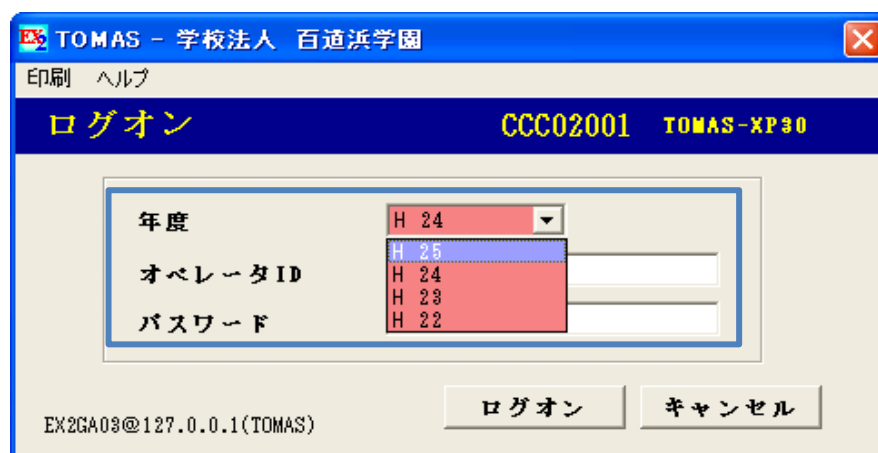 EX2 TOMAS - 学校法人 百道浜学園
印刷 ヘルプ
ログオン CCC02001 TOMAS-XP30
年度 H 24
H 25
オペレータID H 24
H 23
パスワード H 22
ログオン キャンセル
EX2GA03@127.0.0.1(TOMAS)